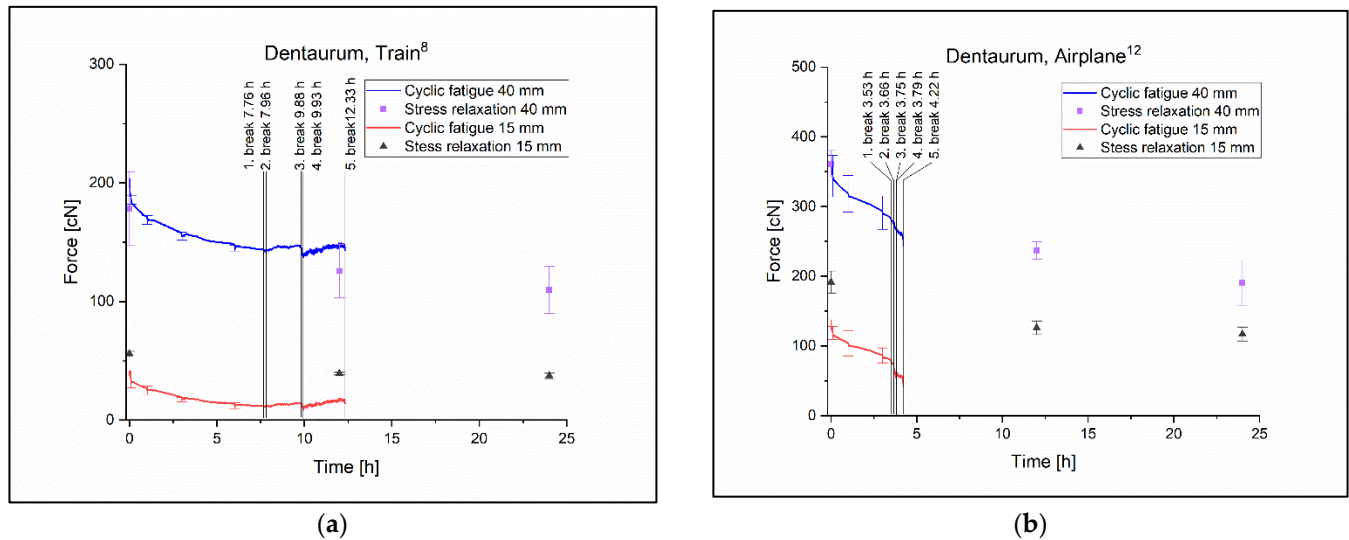 Dentaurum, Train⁸
300
200
100
0
Force [cN]
0
5
10
15
20
25
Time [h]
1. break 7.76 h
2. break 7.96 h
3. break 9.88 h
4. break 9.93 h
5. break12.33 h
Cyclic fatigue 40 mm
Stress relaxation 40 mm
Cyclic fatigue 15 mm
Stess relaxation 15 mm
(a)
Dentaurum, Airplane¹²
500
400
300
200
100
0
Force [cN]
0
5
10
15
20
25
Time [h]
1. break 3.53 h
2. break 3.66 h
3. break 3.75 h
4. break 3.79 h
5. break 4.22 h
Cyclic fatigue 40 mm
Stress relaxation 40 mm
Cyclic fatigue 15 mm
Stess relaxation 15 mm
(b)